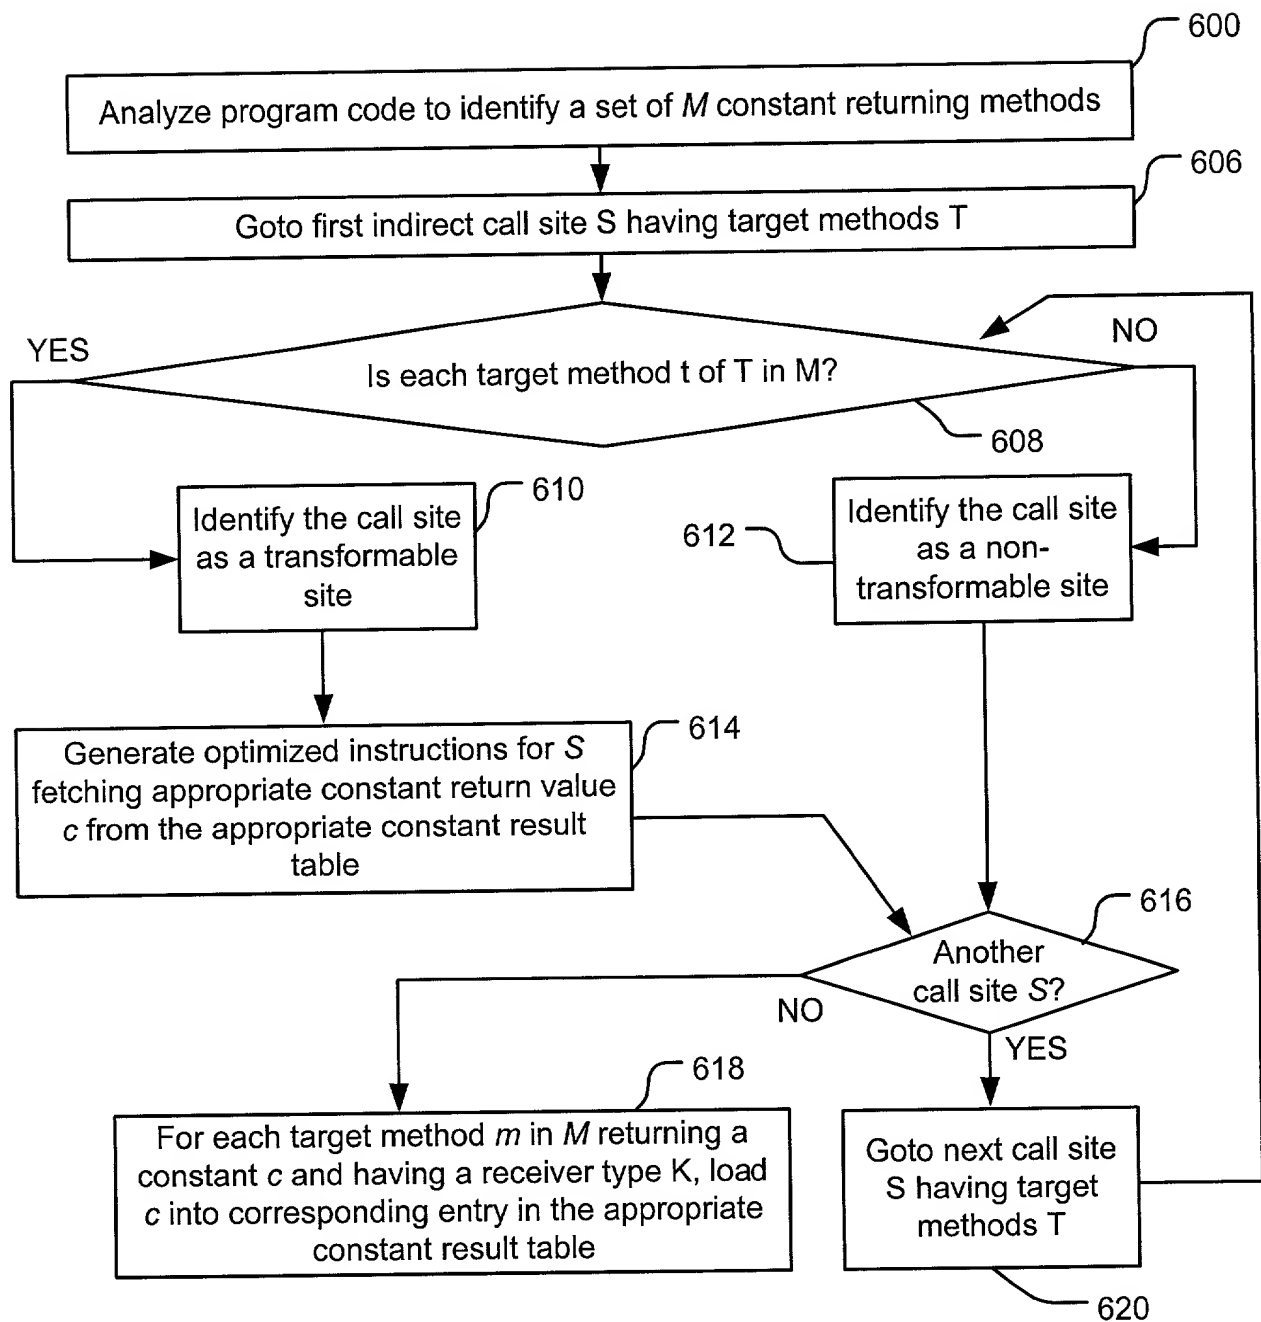 600
Analyze program code to identify a set of M constant returning methods
606
Goto first indirect call site S having target methods T
YES
NO
Is each target method t of T in M?
608
610
Identify the call site
as a transformable
site
612
Identify the call site
as a non-
transformable site
614
Generate optimized instructions for S
fetching appropriate constant return value
c from the appropriate constant result
table
616
Another
call site S?
NO
YES
618
For each target method m in M returning a
constant c and having a receiver type K, load
c into corresponding entry in the appropriate
constant result table
Goto next call site
S having target
methods T
620